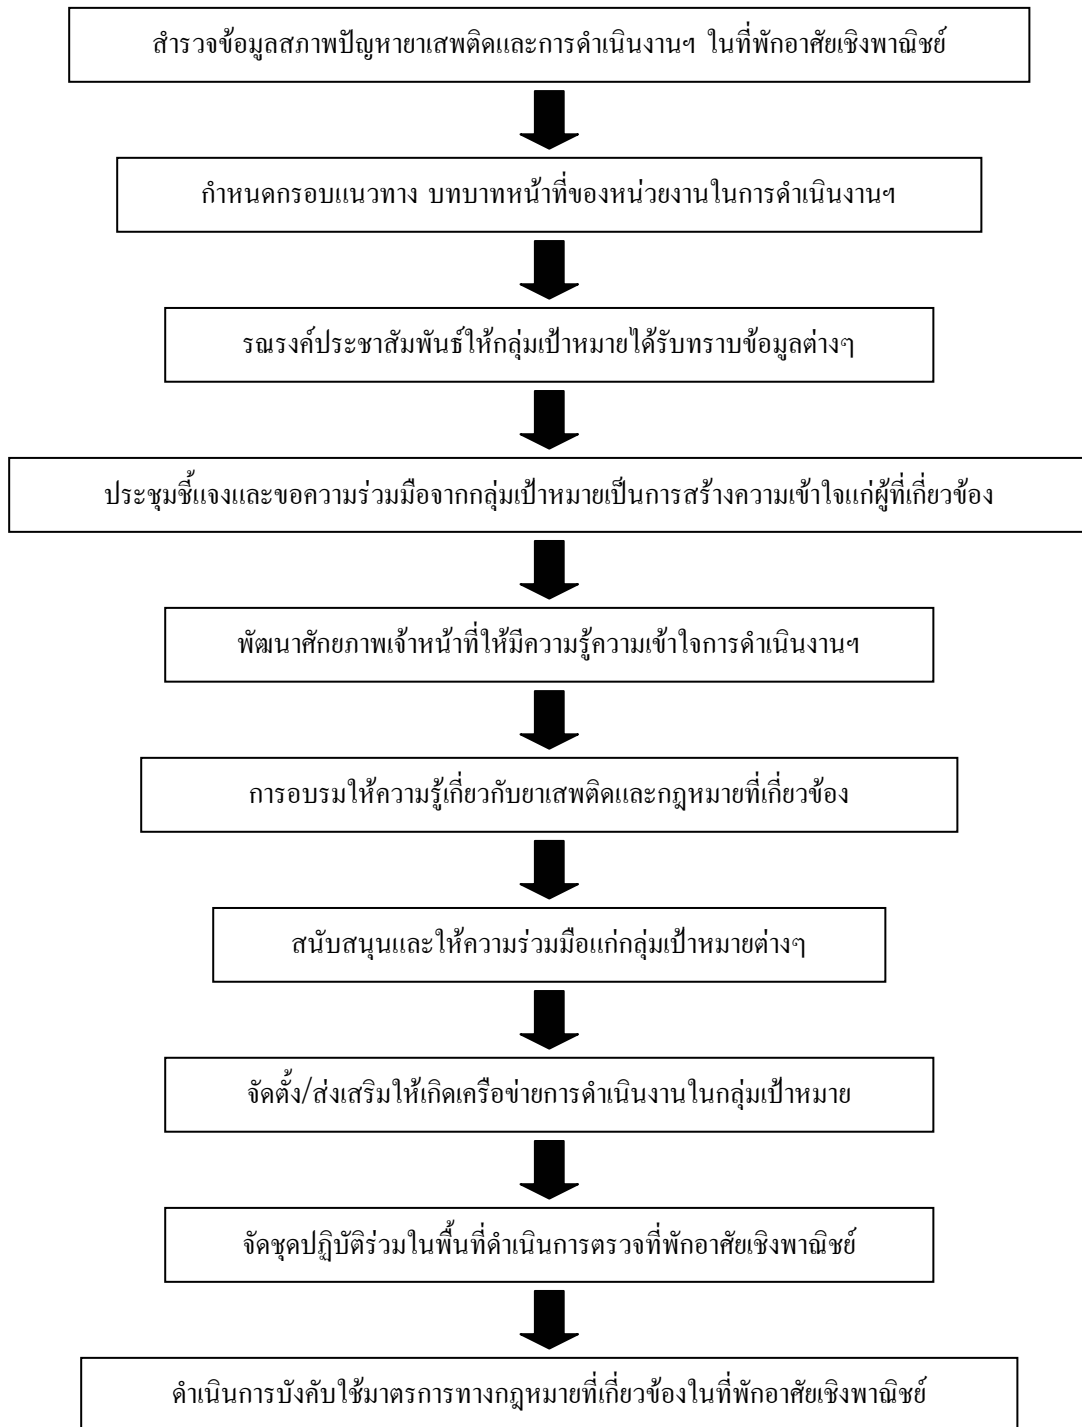 สำรวจข้อมูลสภาพปัญหายาเสพติดและการดำเนินงานฯ ในที่พักอาศัยเชิงพาณิชย์
กำหนดกรอบแนวทาง บทบาทหน้าที่ของหน่วยงานในการดำเนินงานฯ
รณรงค์ประชาสัมพันธ์ให้กลุ่มเป้าหมายได้รับทราบข้อมูลต่างๆ
ประชุมชี้แจงและขอความร่วมมือจากกลุ่มเป้าหมายเป็นการสร้างความเข้าใจแก่ผู้ที่เกี่ยวข้อง
พัฒนาศักยภาพเจ้าหน้าที่ให้มีความรู้ความเข้าใจการดำเนินงานฯ
การอบรมให้ความรู้เกี่ยวกับยาเสพติดและกฎหมายที่เกี่ยวข้อง
สนับสนุนและให้ความร่วมมือแก่กลุ่มเป้าหมายต่างๆ
จัดตั้ง/ส่งเสริมให้เกิดเครือข่ายการดำเนินงานในกลุ่มเป้าหมาย
จัดชุดปฏิบัติร่วมในพื้นที่ดำเนินการตรวจที่พักอาศัยเชิงพาณิชย์
ดำเนินการบังคับใช้มาตรการทางกฎหมายที่เกี่ยวข้องในที่พักอาศัยเชิงพาณิชย์